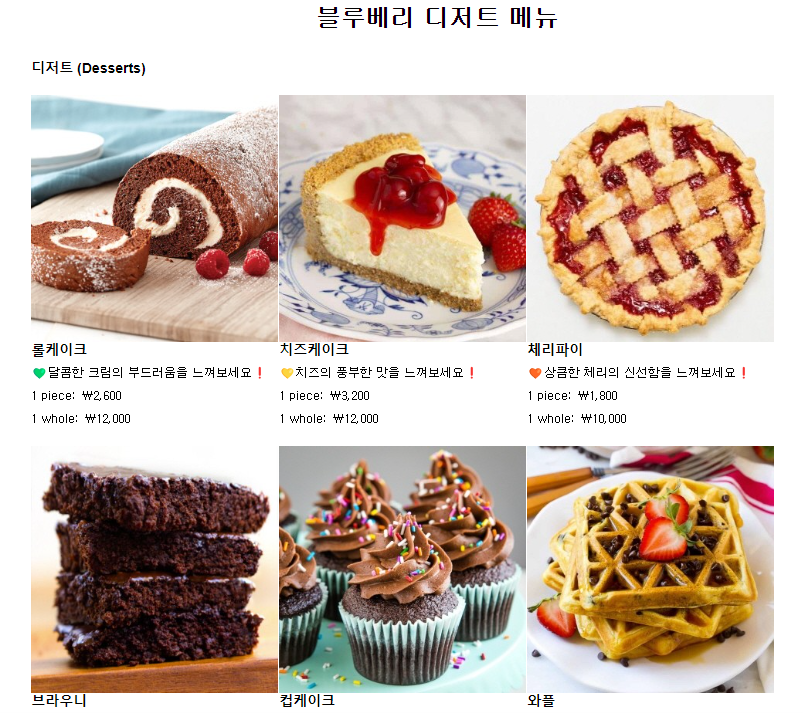 블루베리 디저트 메뉴
디저트 (Desserts)
롤케이크
💚달콤한 크림의 부드러움을 느껴보세요❗
1 piece: ₩2,600
1 whole: ₩12,000
치즈케이크
💛치즈의 풍부한 맛을 느껴보세요❗
1 piece: ₩3,200
1 whole: ₩12,000
체리파이
🧡상큼한 체리의 신선함을 느껴보세요❗
1 piece: ₩1,800
1 whole: ₩10,000
브라우니
컵케이크
와플